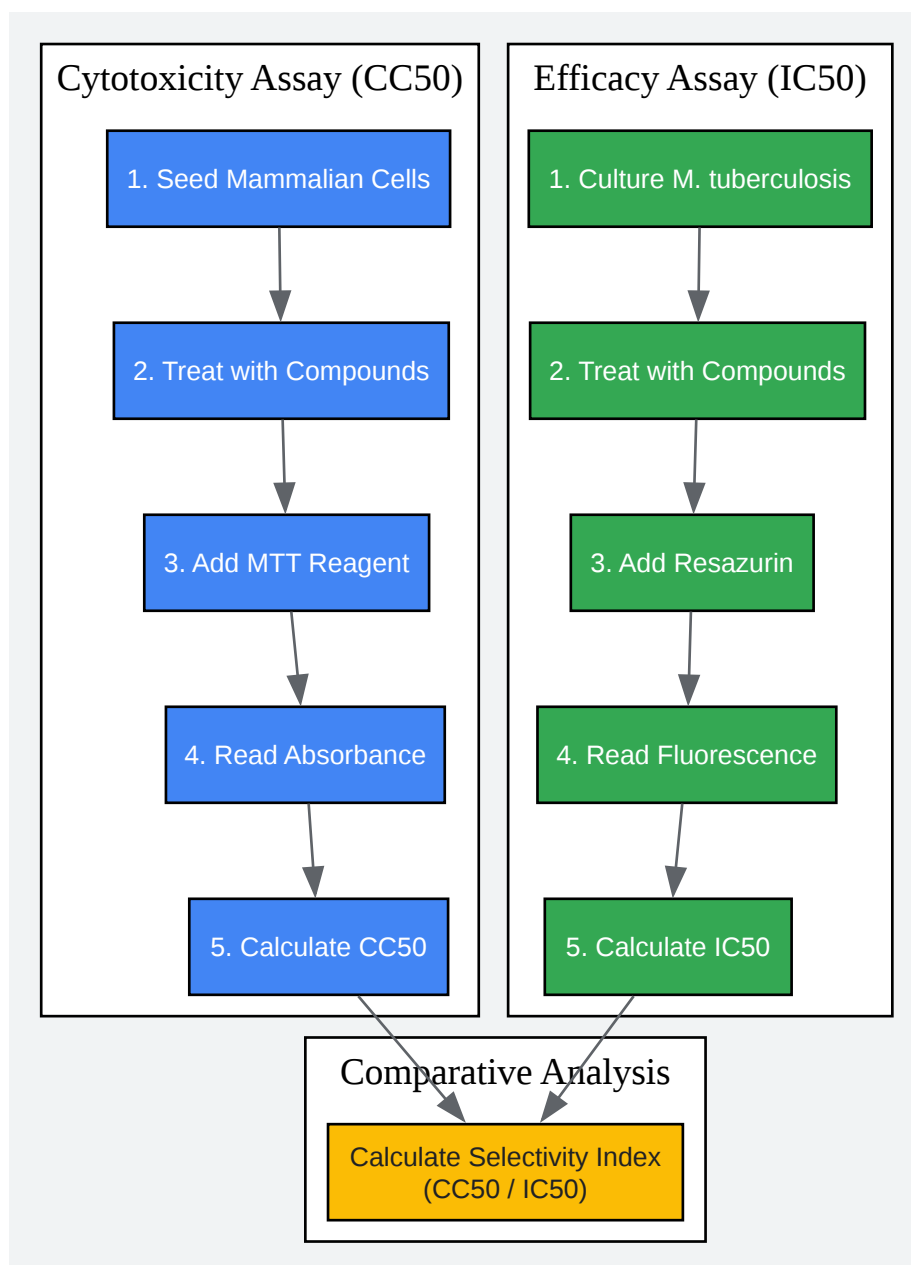 Cytotoxicity Assay (CC50)
1. Seed Mammalian Cells
2. Treat with Compounds
3. Add MTT Reagent
4. Read Absorbance
5. Calculate CC50
Efficacy Assay (IC50)
1. Culture M. tuberculosis
2. Treat with Compounds
3. Add Resazurin
4. Read Fluorescence
5. Calculate IC50
Comparative Analysis
Calculate Selectivity Index
(CC50 / IC50)